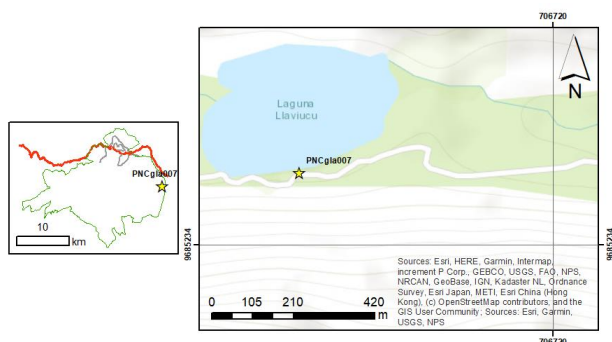 706720
Laguna
Llaviucu
N
PNCgla007
PNCgla007
10
km
9685234
9685234
Sources: Esri, HERE, Garmin, Intermap,
increment P Corp., GEBCO, USGS, FAO, NPS,
NRCAN, GeoBase, IGN, Kadaster NL, Ordnance
Survey, Esri Japan, METI, Esri China (Hong
Kong), (c) OpenStreetMap contributors, and the
GIS User Community; Sources: Esri, Garmin,
USGS, NPS
0 105 210 420
m
706720